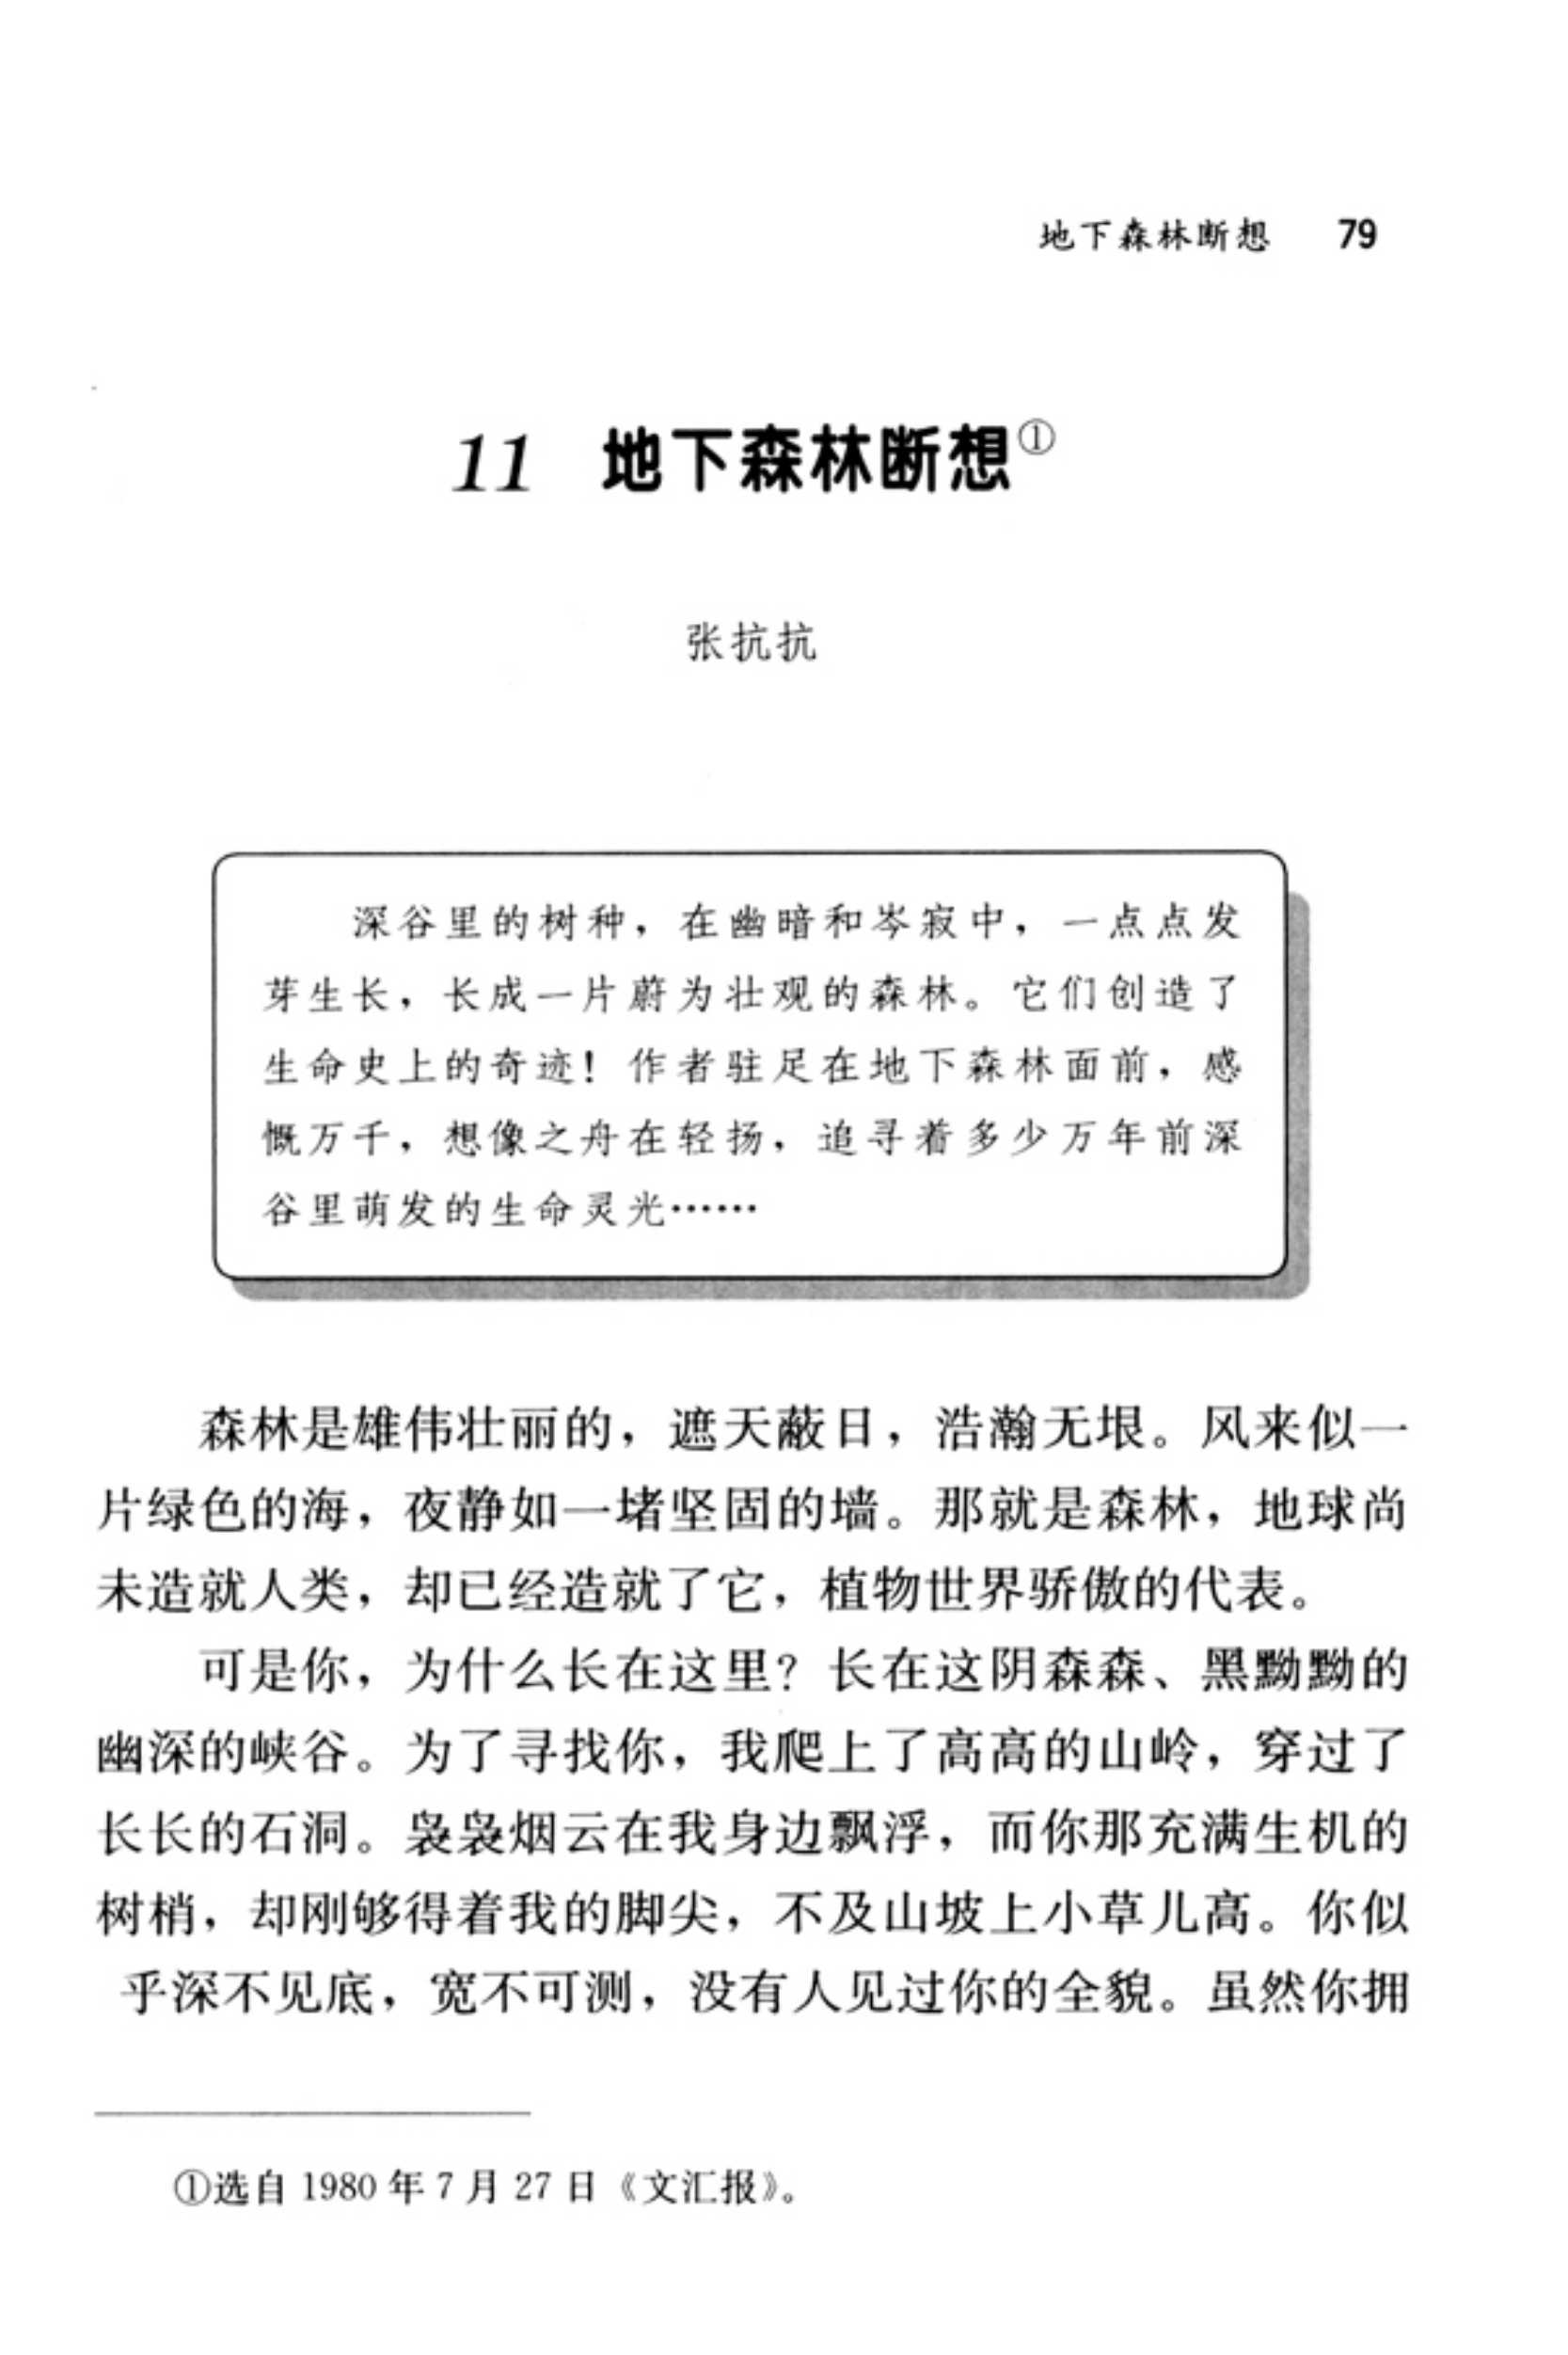 地下森林断想 79
11 地下森林断想①
张抗抗
深谷里的树种，在幽暗和岑寂中，一点点发
芽生长，长成一片蔚为壮观的森林。它们创造了
生命史上的奇迹！作者驻足在地下森林面前，感
慨万千，想像之舟在轻扬，追寻着多少万年前深
谷里萌发的生命灵光……
森林是雄伟壮丽的，遮天蔽日，浩瀚无垠。风来似一
片绿色的海，夜静如一堵坚固的墙。那就是森林，地球尚
未造就人类，却已经造就了它，植物世界骄傲的代表。
可是你，为什么长在这里？长在这阴森森、黑黝黝的
幽深的峡谷。为了寻找你，我爬上了高高的山岭，穿过了
长长的石洞。袅袅烟云在我身边飘浮，而你那充满生机的
树梢，却刚够得着我的脚尖，不及山坡上小草儿高。你似
乎深不见底，宽不可测，没有人见过你的全貌。虽然你拥
①选自 1980 年 7 月 27 日《文汇报》。